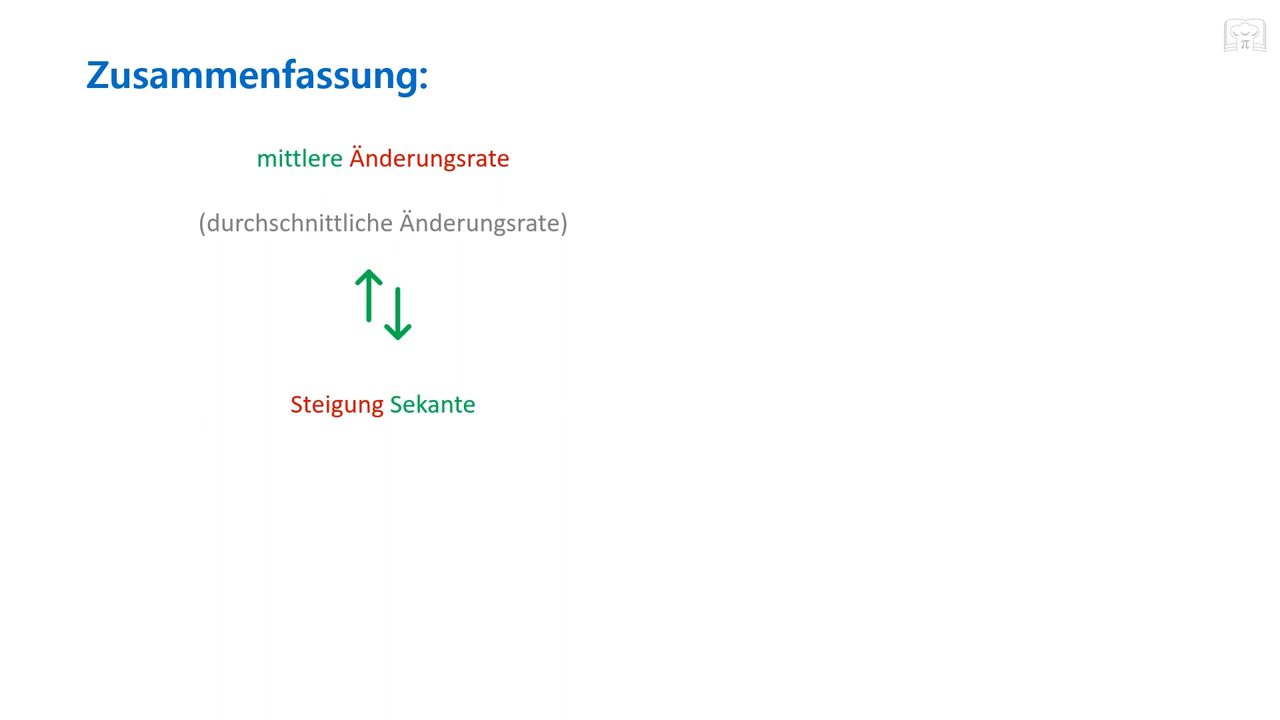 Zusammenfassung:
mittlere Änderungsrate
(durchschnittliche Änderungsrate)
Steigung Sekante
π